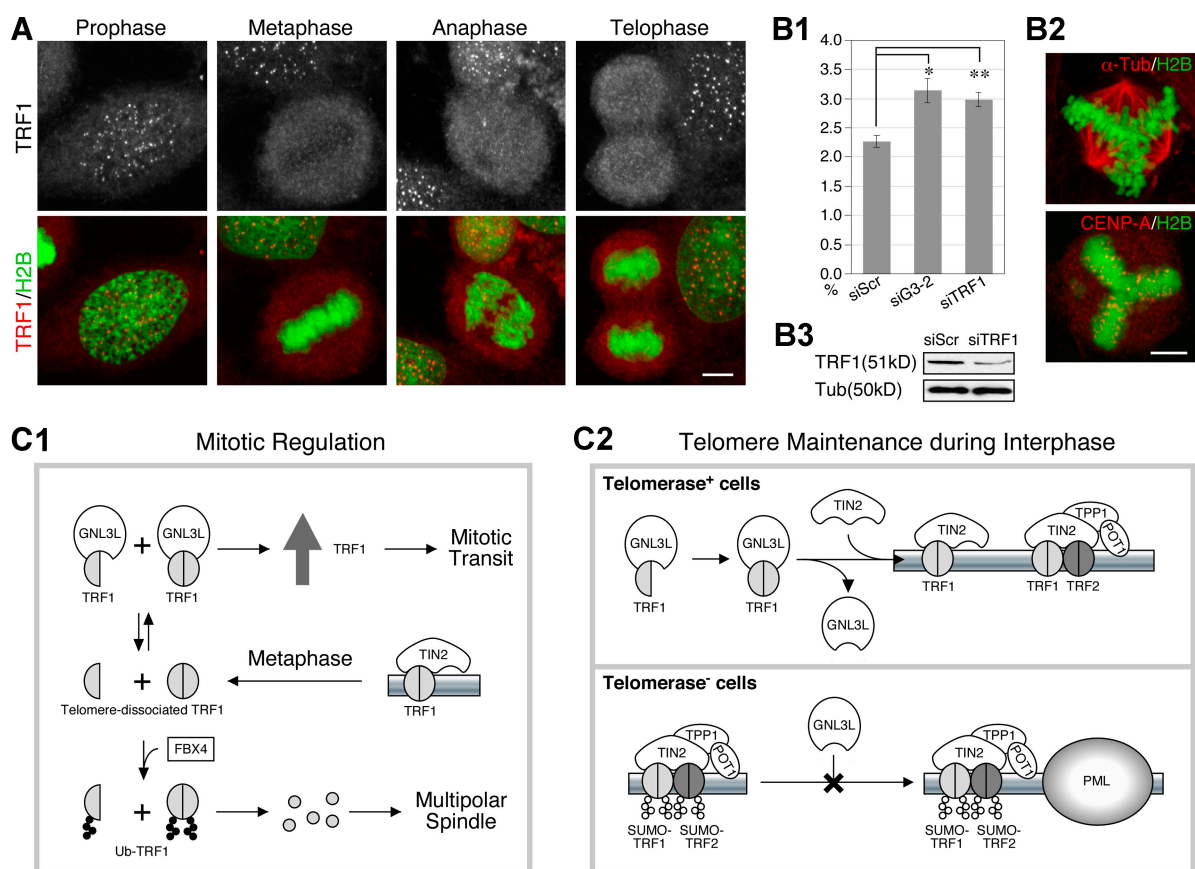 A
Prophase
Metaphase
Anaphase
Telophase
TRF1
TRF1/H2B
B1
4.0
3.5
3.0
2.5
2.0
1.5
1.0
0.5
0.0
%
*
**
siScr
siG3-2
siTRF1
B2
α-Tub/H2B
CENP-A/H2B
B3
siScr siTRF1
TRF1(51kD)
Tub(50kD)
C1
Mitotic Regulation
GNL3L
+
GNL3L
TRF1
TRF1
TRF1
Mitotic
Transit
+
Telomere-dissociated TRF1
Metaphase
TIN2
TRF1
FBX4
+
Ub-TRF1
Multipolar
Spindle
C2
Telomere Maintenance during Interphase
Telomerase⁺ cells
GNL3L
TRF1
GNL3L
TRF1
TIN2
GNL3L
TIN2
TRF1
TPP1
TIN2
POT1
TRF1 TRF2
Telomerase⁻ cells
TPP1
TIN2
POT1
SUMO-
TRF1
SUMO-
TRF2
GNL3L
TPP1
TIN2
POT1
SUMO-
TRF1
SUMO-
TRF2
PML